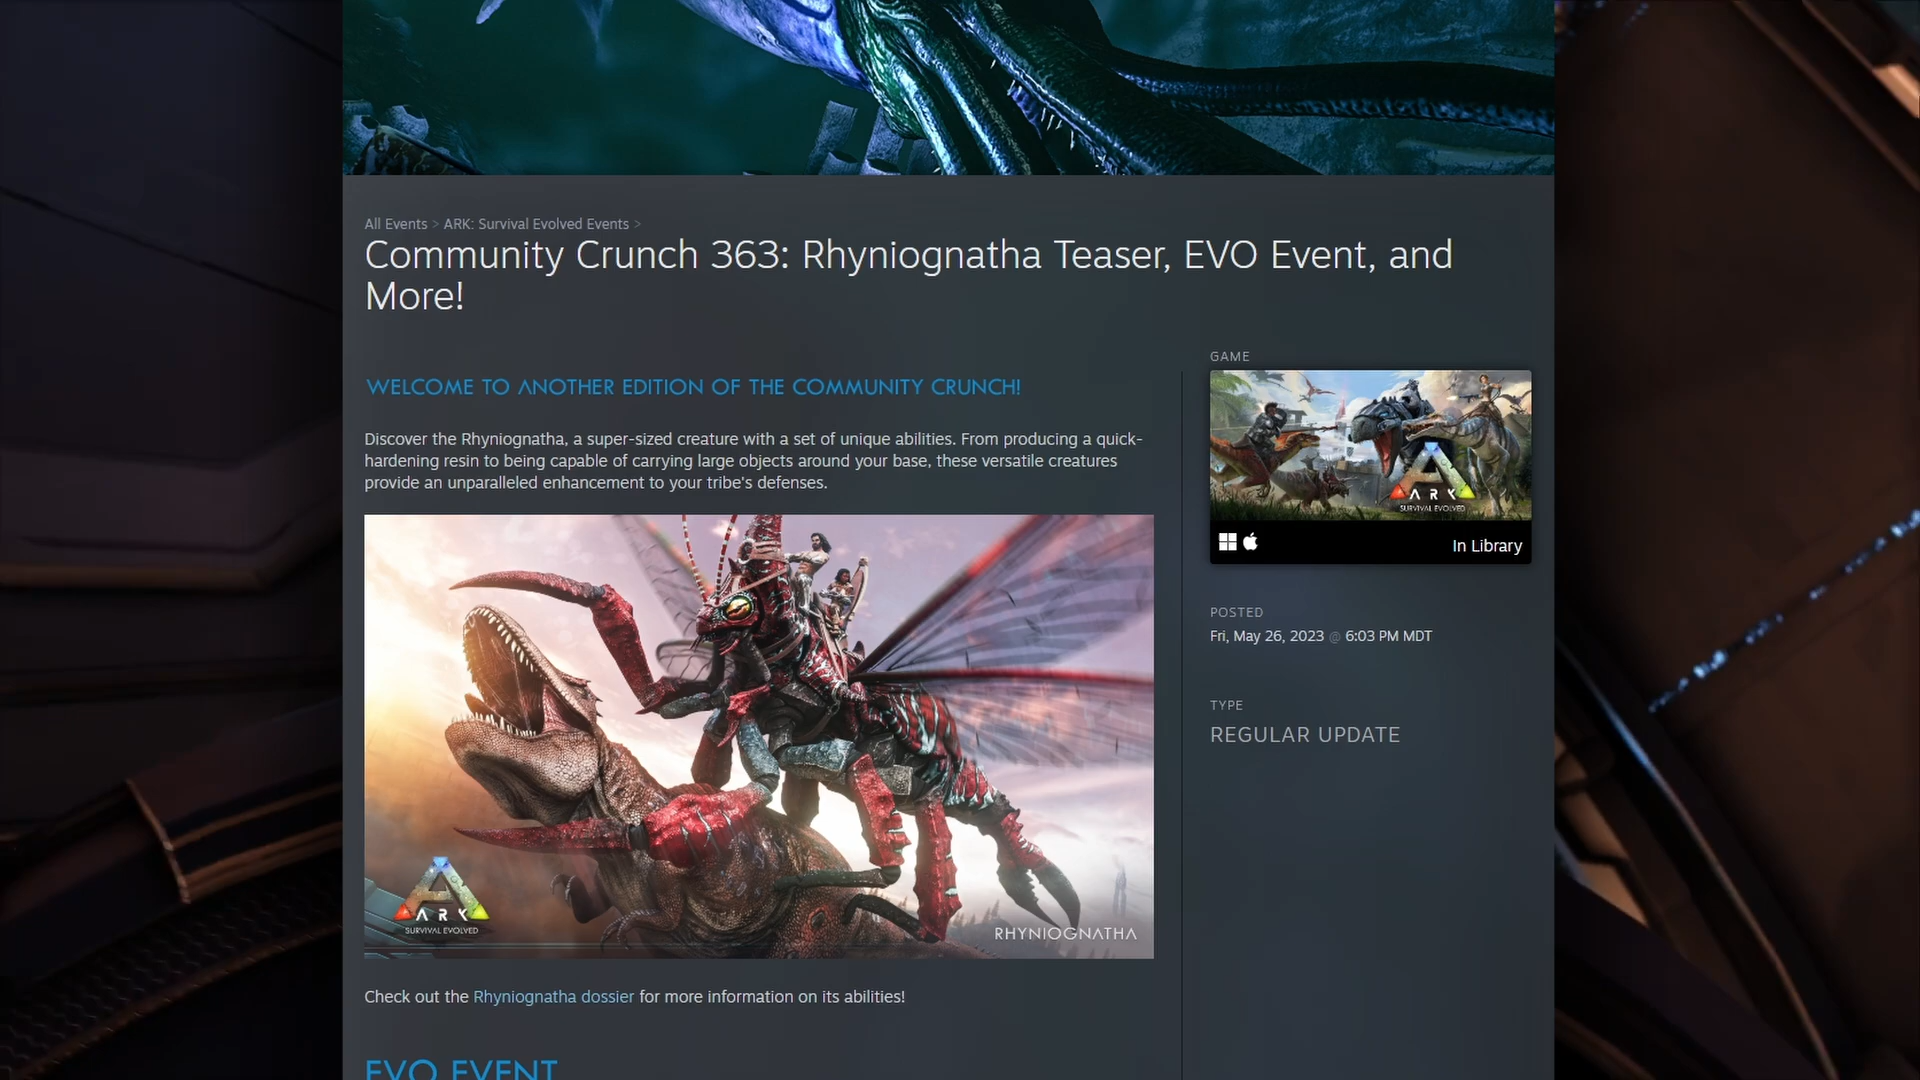 All Events > ARK: Survival Evolved Events >
Community Crunch 363: Rhyniognatha Teaser, EVO Event, and
More!
WELCOME TO ANOTHER EDITION OF THE COMMUNITY CRUNCH!
Discover the Rhyniognatha, a super-sized creature with a set of unique abilities. From producing a quick-
hardening resin to being capable of carrying large objects around your base, these versatile creatures
provide an unparalleled enhancement to your tribe's defenses.
ARK
SURVIVAL EVOLVED
RHYNIOGNATHA
Check out the Rhyniognatha dossier for more information on its abilities!
EVO EVENT
GAME
ARK
SURVIVAL EVOLVED
In Library
POSTED
Fri, May 26, 2023 @ 6:03 PM MDT
TYPE
REGULAR UPDATE